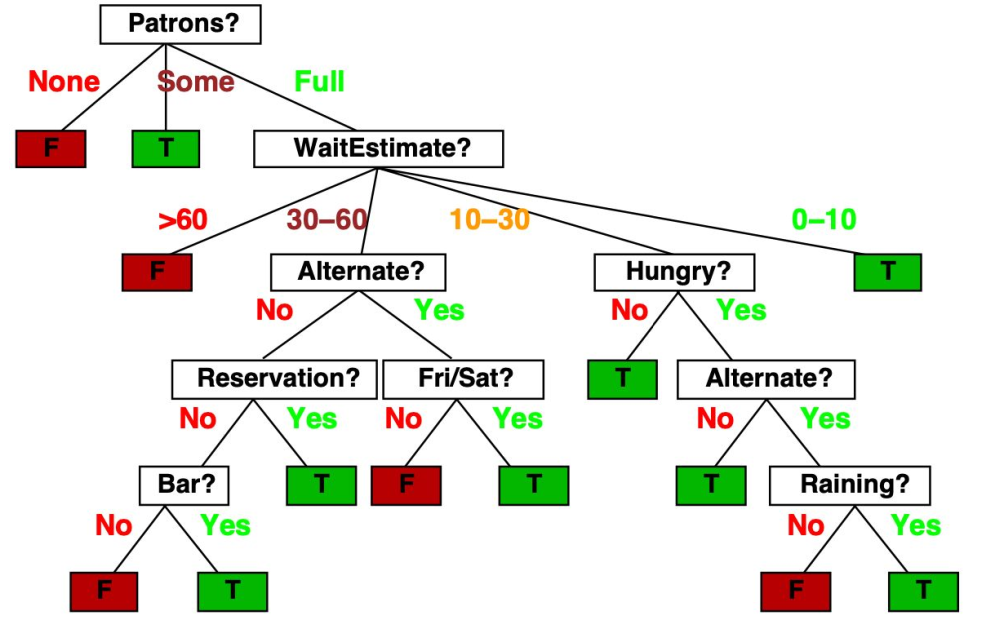 Patrons?
None Some Full
F T WaitEstimate?
>60 30–60 10–30 0–10
F Alternate? Hungry? T
No Yes No Yes
Reservation? Fri/Sat? T Alternate?
No Yes No Yes No Yes
Bar? T F T T Raining?
No Yes No Yes
F T F T